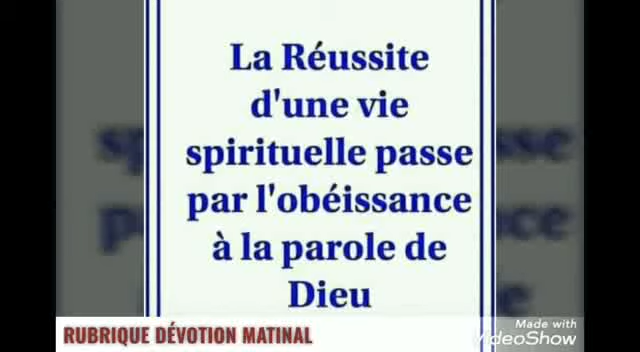 La Réussite
d'une vie
spirituelle passe
par l'obéissance
à la parole de
Dieu
RUBRIQUE DÉVOTION MATINAL
Made with
VideoShow